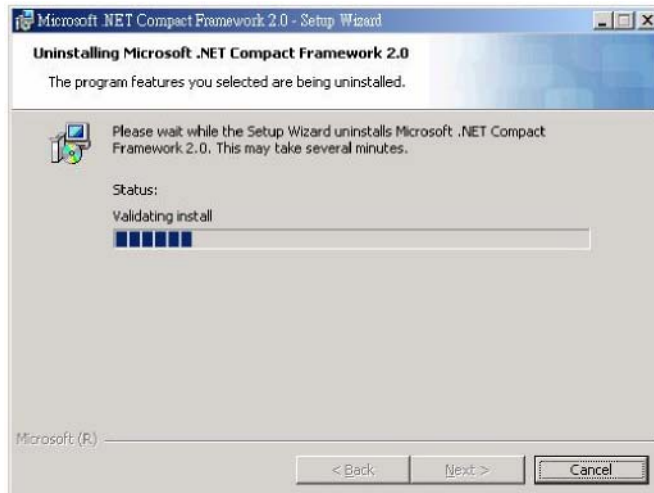 Microsoft .NET Compact Framework 2.0 - Setup Wizard
Uninstalling Microsoft .NET Compact Framework 2.0
The program features you selected are being uninstalled.
Please wait while the Setup Wizard uninstalls Microsoft .NET Compact
Framework 2.0. This may take several minutes.
Status:
Validating install
Microsoft (R)
< Back
Next >
Cancel